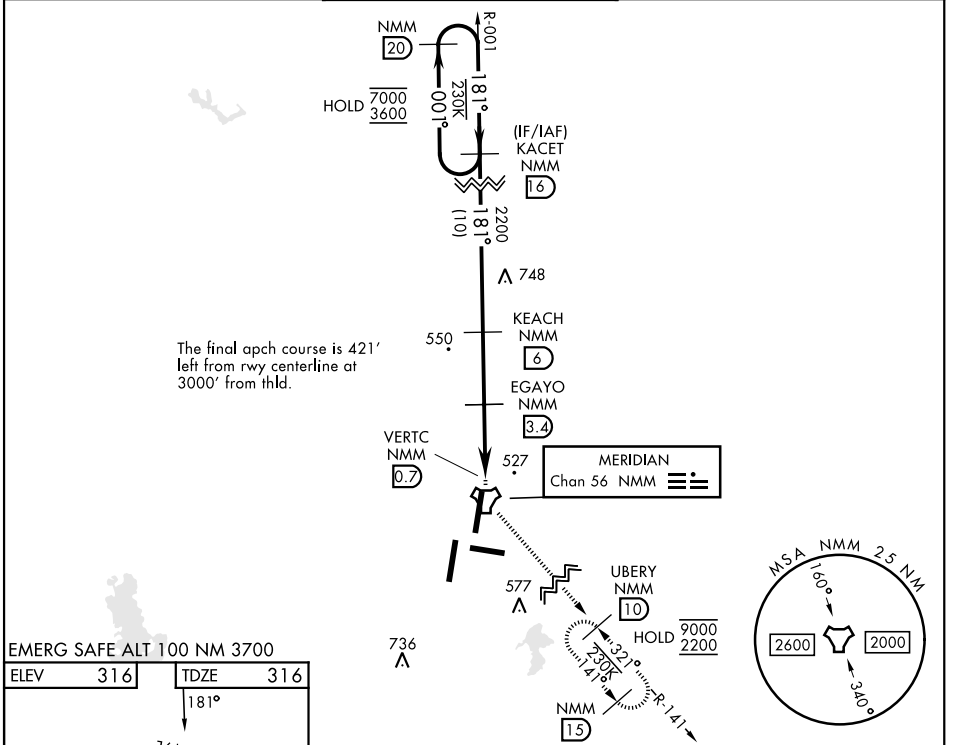 R-001
NMM
20
HOLD 7000
3600
181°
230K
001°
(IF/IAF)
KACET
NMM
16
2200
181°
(10)
748
KEACH
NMM
6
550
The final apch course is 421'
left from rwy centerline at
3000' from thld.
EGAYO
NMM
3.4
VERTC
NMM
0.7
527
MERIDIAN
Chan 56 NMM
577
UBERY
NMM
10
HOLD 9000
2200
321°
230K
141°
R-141
NMM
15
736
MSA NMM 25 NM
160°
2600
2000
340°
EMERG SAFE ALT 100 NM 3700
ELEV 316
TDZE 316
181°